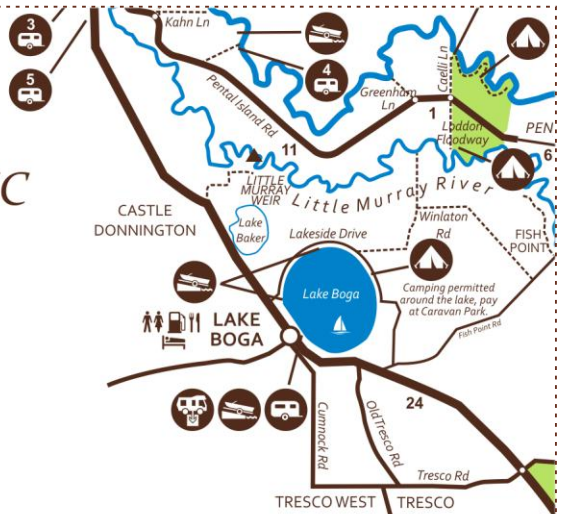 3
5
Kahn Ln
4
Pental Island Rd
Greenham
Ln
Caelli Ln
1
Loddon
Floodway
PEN
6
11
C
LITTLE
MURRAY
WEIR
Little Murray River
CASTLE
DONNINGTON
Lake
Baker
Lakeside Drive
Winlaton
Rd
FISH
POINT
Lake Boga
Camping permitted
around the lake, pay
at Caravan Park.
LAKE
BOGA
Fish Point Rd
24
Cumnock Rd
Old Tresco Rd
Tresco Rd
TRESCO WEST
TRESCO